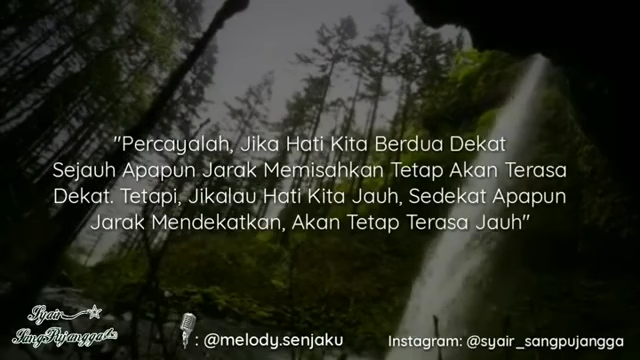 "Percayalah, Jika Hati Kita Berdua Dekat
Sejauh Apapun Jarak Memisahkan Tetap Akan Terasa
Dekat. Tetapi, Jikalau Hati Kita Jauh, Sedekat Apapun
Jarak Mendekatkan, Akan Tetap Terasa Jauh"
Syair
SangPujangga
: @melody.senjaku
Instagram: @syair_sangpujangga